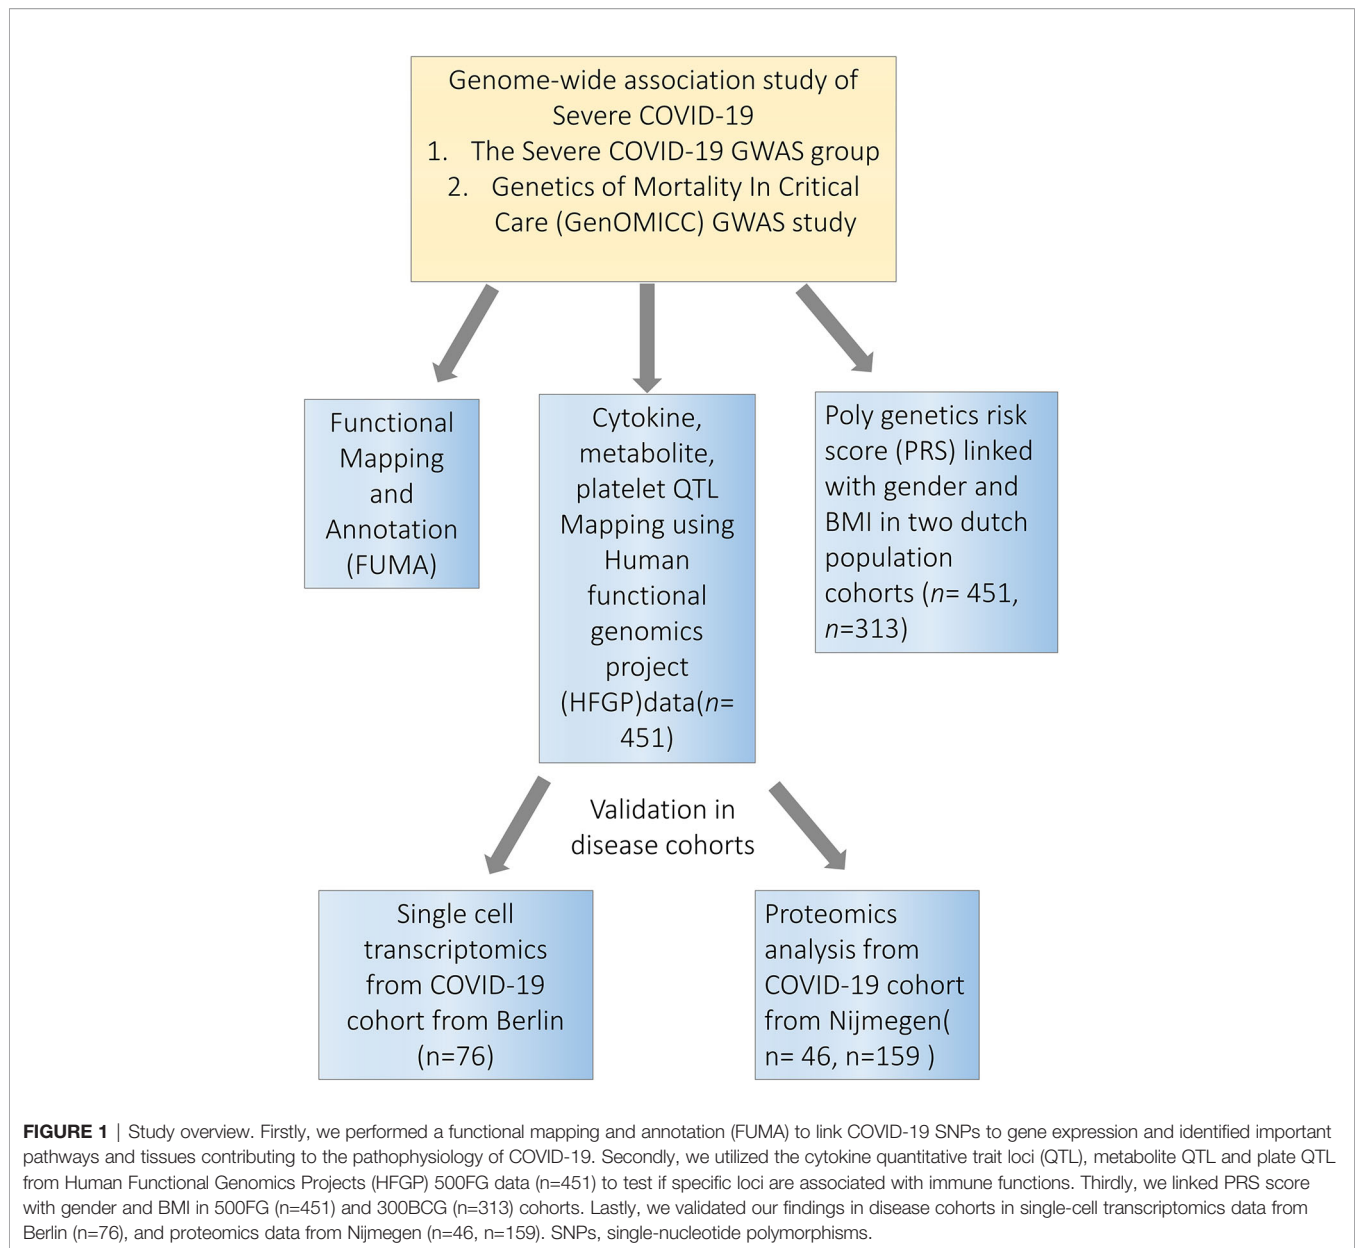 Genome-wide association study of
Severe COVID-19
1. The Severe COVID-19 GWAS group
2. Genetics of Mortality In Critical
Care (GenOMICC) GWAS study
Functional
Mapping
and
Annotation
(FUMA)
Cytokine,
metabolite,
platelet QTL
Mapping using
Human
functional
genomics
project
(HFGP)data(n=
451)
Poly genetics risk
score (PRS) linked
with gender and
BMI in two dutch
population
cohorts (n= 451,
n=313)
Validation in
disease cohorts
Single cell
transcriptomics
from COVID-19
cohort from Berlin
(n=76)
Proteomics
analysis from
COVID-19 cohort
from Nijmegen(
n= 46, n=159 )
FIGURE 1 | Study overview. Firstly, we performed a functional mapping and annotation (FUMA) to link COVID-19 SNPs to gene expression and identified important
pathways and tissues contributing to the pathophysiology of COVID-19. Secondly, we utilized the cytokine quantitative trait loci (QTL), metabolite QTL and plate QTL
from Human Functional Genomics Projects (HFGP) 500FG data (n=451) to test if specific loci are associated with immune functions. Thirdly, we linked PRS score
with gender and BMI in 500FG (n=451) and 300BCG (n=313) cohorts. Lastly, we validated our findings in disease cohorts in single-cell transcriptomics data from
Berlin (n=76), and proteomics data from Nijmegen (n=46, n=159). SNPs, single-nucleotide polymorphisms.